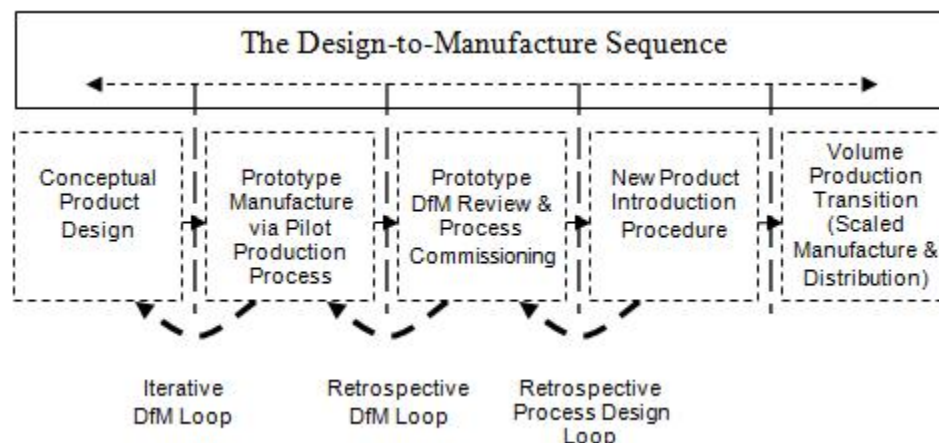 The Design-to-Manufacture Sequence
Conceptual
Product
Design
Prototype
Manufacture
via Pilot
Production
Process
Prototype
DfM Review &
Process
Commissioning
New Product
Introduction
Procedure
Volume
Production
Transition
(Scaled
Manufacture &
Distribution)
Iterative
DfM Loop
Retrospective
DfM Loop
Retrospective
Process Design
Loop